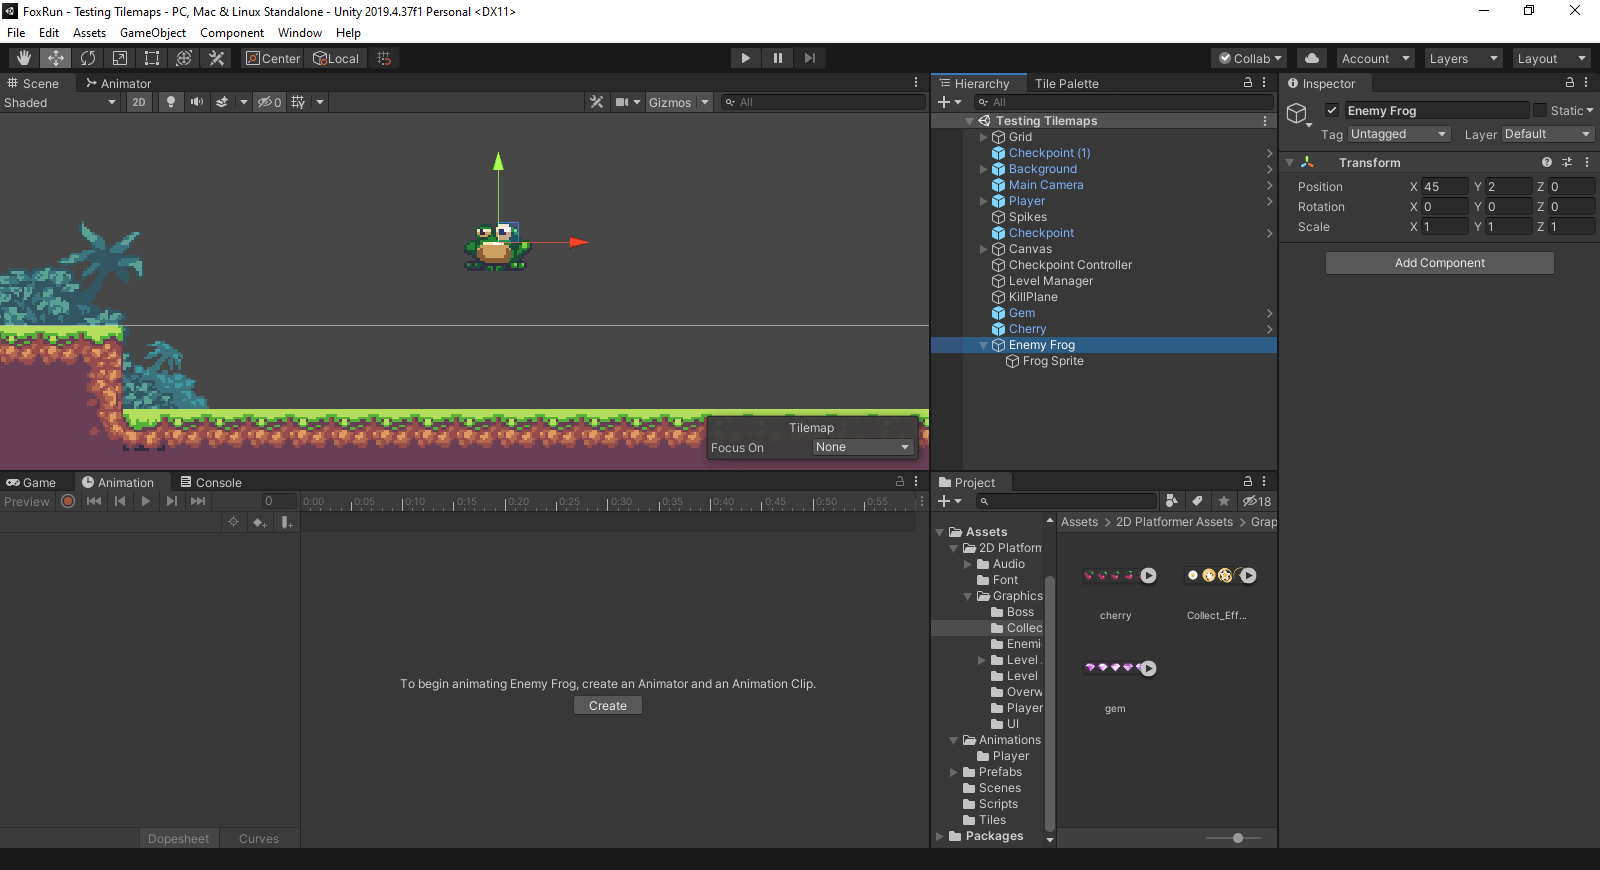 FoxRun - Testing Tilemaps - PC, Mac & Linux Standalone - Unity 2019.4.37f1 Personal <DX11>
File Edit Assets GameObject Component Window Help
Center Local Collab Account Layers Layout
Scene Animator
Shaded 2D 0 Gizmos All
Tilemap
Focus On None
Hierarchy Tile Palette
All
Testing Tilemaps
Grid
Checkpoint (1)
Background
Main Camera
Player
Spikes
Checkpoint
Canvas
Checkpoint Controller
Level Manager
KillPlane
Gem
Cherry
Enemy Frog
Frog Sprite
Inspector
Enemy Frog Static
Tag Untagged Layer Default
Transform
Position X 45 Y 2 Z 0
Rotation X 0 Y 0 Z 0
Scale X 1 Y 1 Z 1
Add Component
Game Animation Console
Preview 0 0:00 0:05 0:10 0:15 0:20 0:25 0:30 0:35 0:40 0:45 0:50 0:55
To begin animating Enemy Frog, create an Animator and an Animation Clip.
Create
Dopesheet Curves
Project
18
Assets
2D Platform
Audio
Font
Graphics
Boss
Collec
Enemi
Level
Level
Overw
Player
UI
Animations
Player
Prefabs
Scenes
Scripts
Tiles
Packages
Assets > 2D Platformer Assets > Grap
cherry Collect_Eff...
gem